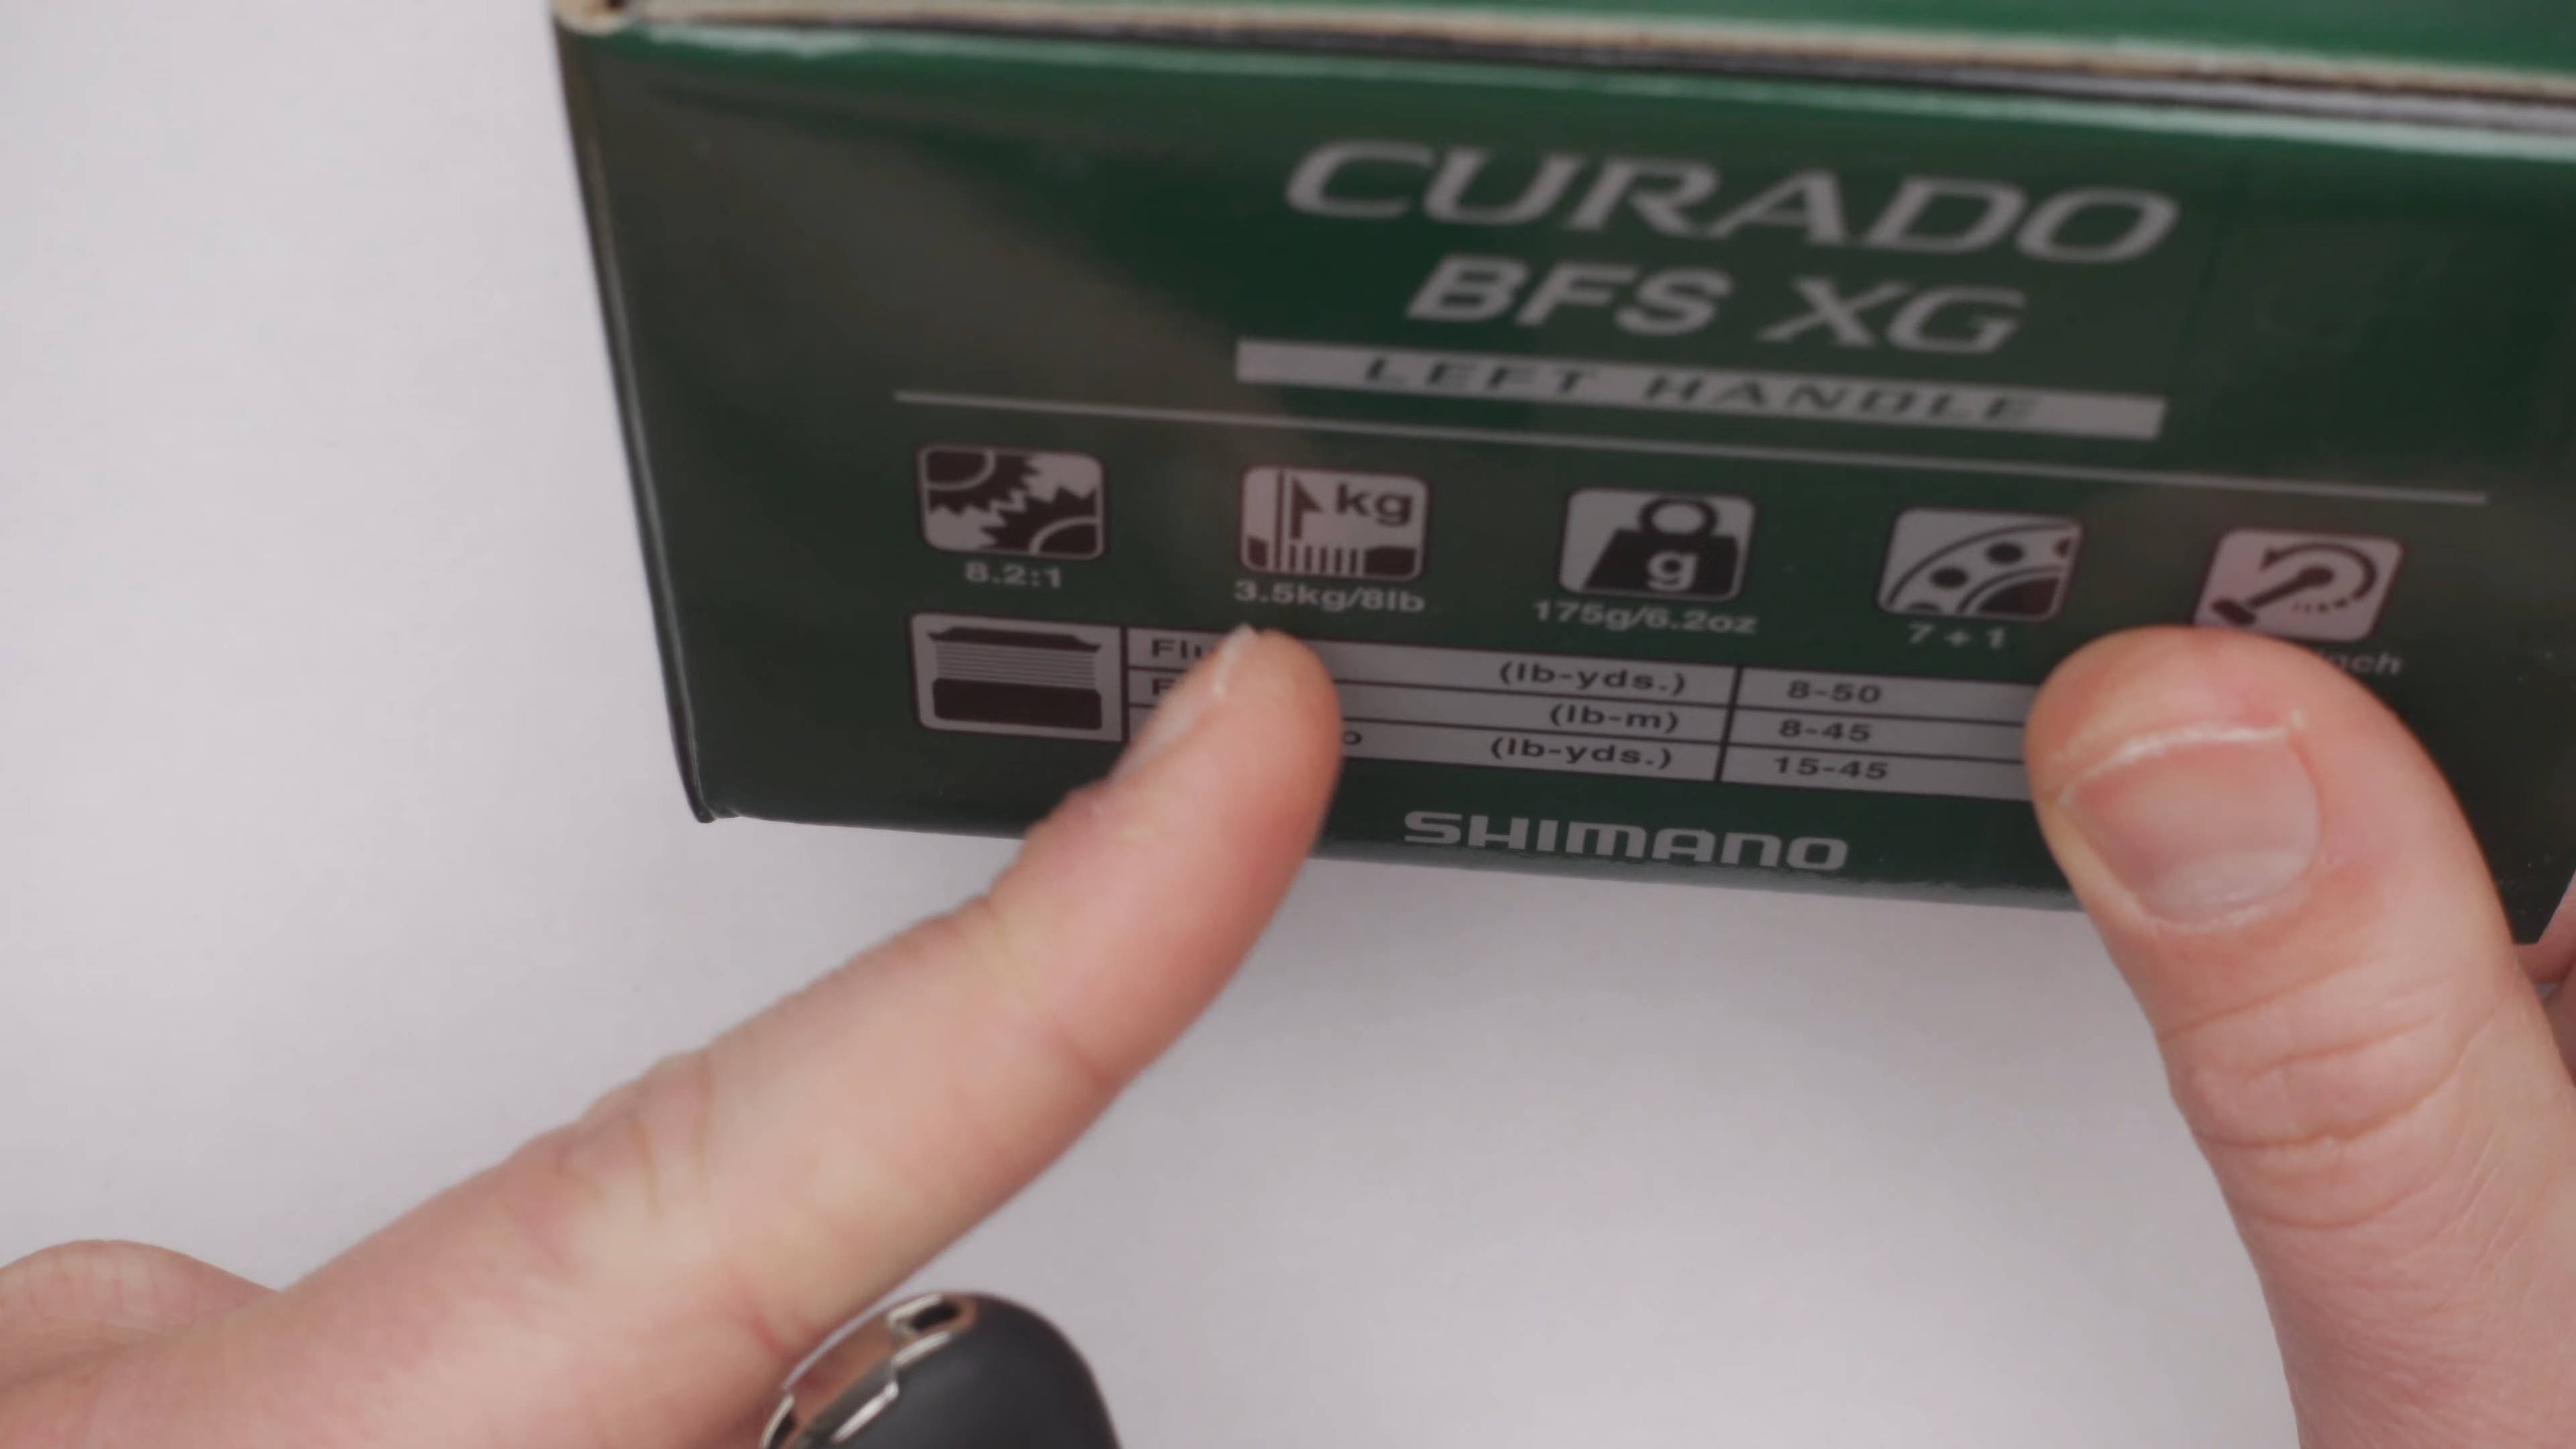 CURADO
BFS XG
LEFT HANDLE
kg
g
8.2:1
3.5kg/8lb
175g/6.2oz
7+1
(lb-yds.) 8-50
(lb-m) 8-45
(lb-yds.) 15-45
SHIMANO